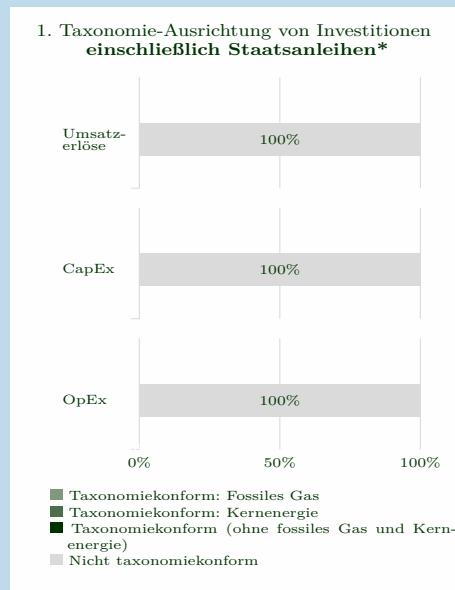 1. Taxonomie-Ausrichtung von Investitionen
einschließlich Staatsanleihen*
Umsatz-
erlöse
100%
CapEx
100%
OpEx
100%
0%
50%
100%
Taxonomiekonform: Fossiles Gas
Taxonomiekonform: Kernenergie
Taxonomiekonform (ohne fossiles Gas und Kern-
energie)
Nicht taxonomiekonform